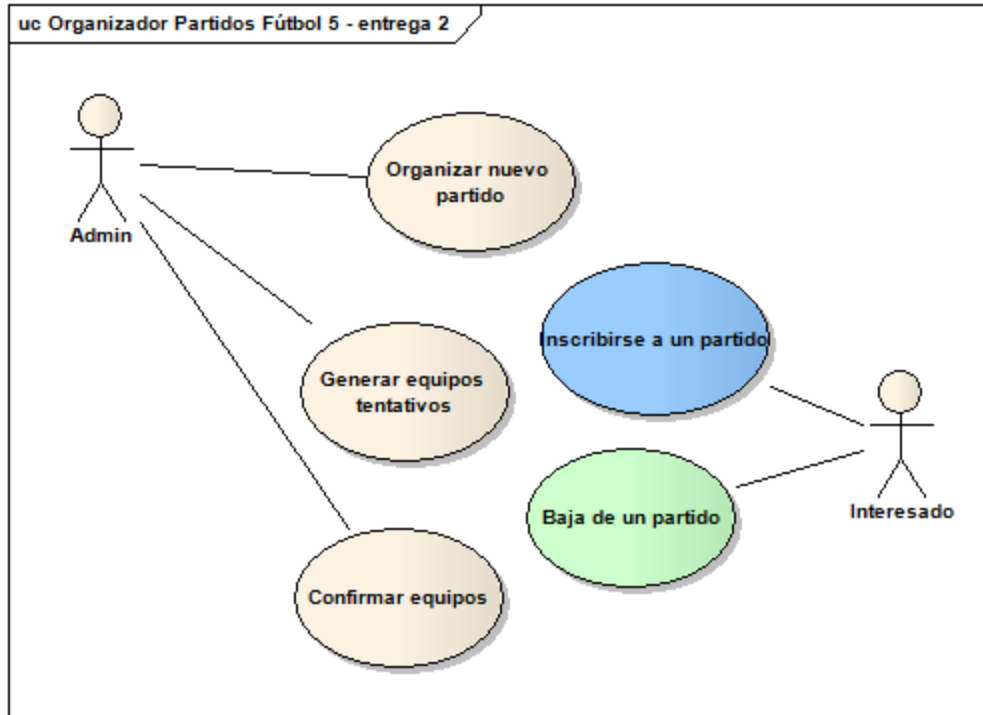 uc Organizador Partidos Fútbol 5 - entrega 2
Organizar nuevo
partido
Admin
Inscribirse a un partido
Generar equipos
tentativos
Interesado
Baja de un partido
Confirmar equipos